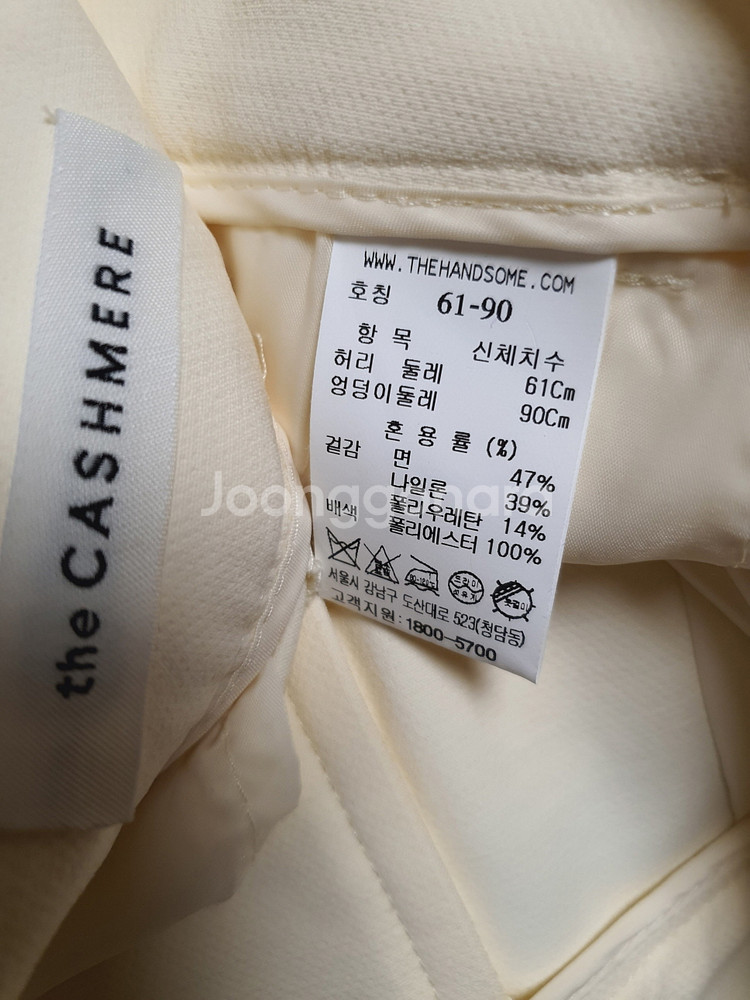 the CASHMERE
WWW.THEHANDSOME.COM
호칭 61-90
항 목 신체치수
허리 둘레 61Cm
엉덩이둘레 90Cm
혼 용 률 (%)
겉감 면 47%
나일론 39%
폴리우레탄 14%
배색 폴리에스터 100%
서울시 강남구 도산대로 523(청담동)
고객지원: 1800-5700
Joonggonara